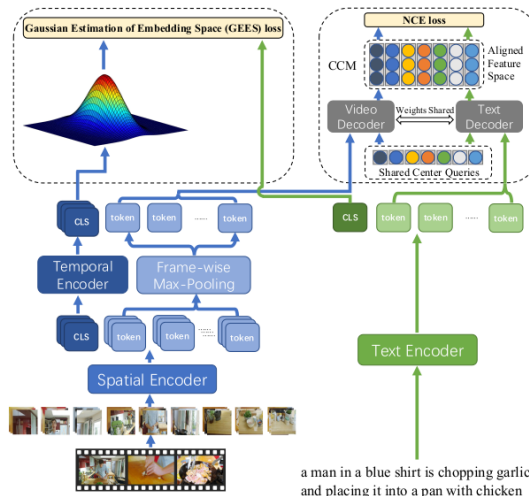 Gaussian Estimation of Embedding Space (GEES) loss
NCE loss
CCM
Aligned
Feature
Space
Video
Decoder
Weights Shared
Text
Decoder
Shared Center Queries
CLS
token
token
......
token
CLS
token
token
......
token
Temporal
Encoder
Frame-wise
Max-Pooling
CLS
token
token
token
Spatial Encoder
Text Encoder
a man in a blue shirt is chopping garlic
and placing it into a pan with chicken